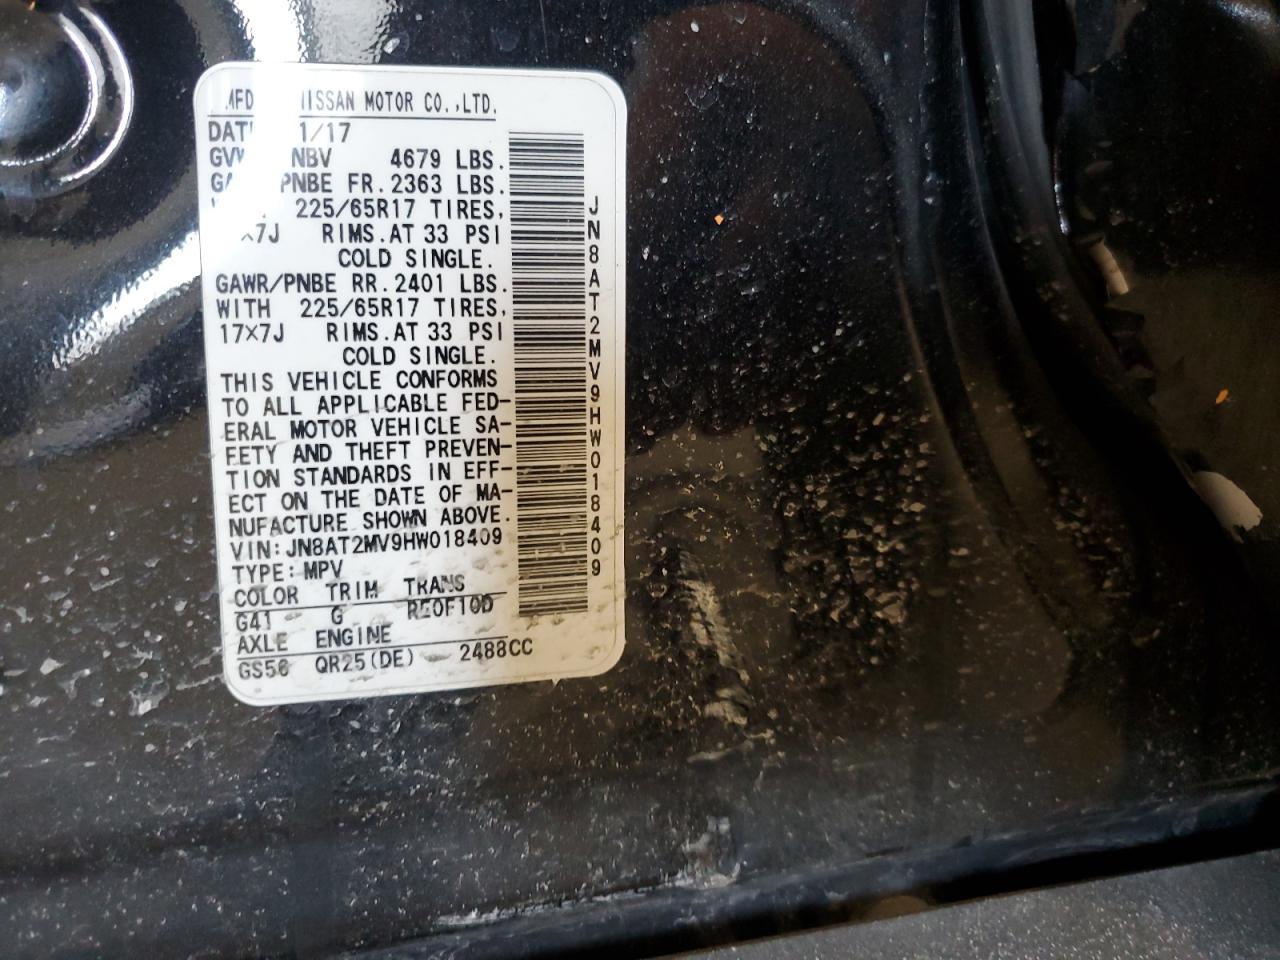 MFD NISSAN MOTOR CO.,LTD.
1/17
4679 LBS.
PNBE FR. 2363 LBS.
225/65R17 TIRES,
RIMS.AT 33 PSI
COLD SINGLE.
GAWR/PNBE RR. 2401 LBS.
WITH 225/65R17 TIRES,
17×7J RIMS.AT 33 PSI
COLD SINGLE.
THIS VEHICLE CONFORMS
TO ALL APPLICABLE FED-
ERAL MOTOR VEHICLE SA-
FETY AND THEFT PREVEN-
TION STANDARDS IN EFF-
ECT ON THE DATE OF MA-
NUFACTURE SHOWN ABOVE.
VIN: JN8AT2MV9HW018409
TYPE: MPV
COLOR TRIM TRANS
G41 G RE0F10D
AXLE ENGINE
GS56 QR25(DE) 2488CC
JN8AT2MV9HW018409